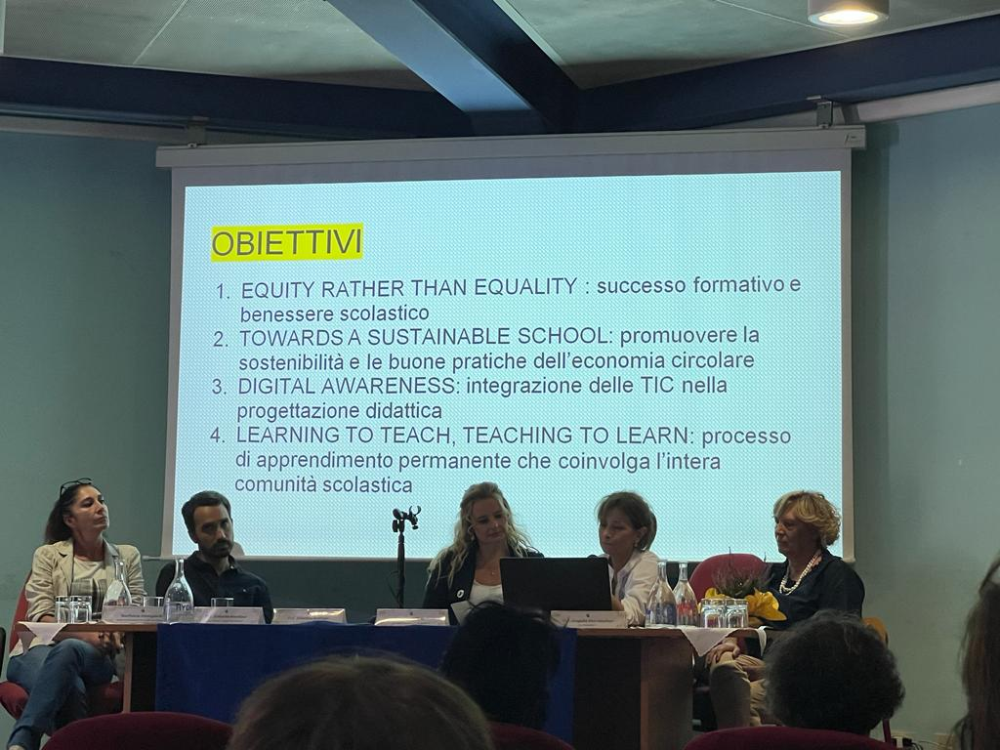 OBIETTIVI
1. EQUITY RATHER THAN EQUALITY : successo formativo e
benessere scolastico
2. TOWARDS A SUSTAINABLE SCHOOL: promuovere la
sostenibilità e le buone pratiche dell'economia circolare
3. DIGITAL AWARENESS: integrazione delle TIC nella
progettazione didattica
4. LEARNING TO TEACH, TEACHING TO LEARN: processo
di apprendimento permanente che coinvolga l'intera
comunità scolastica